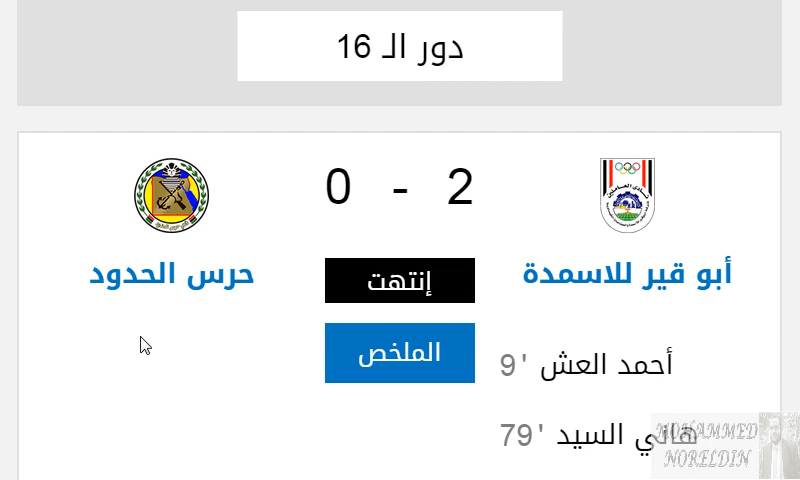 دور الـ 16
2 - 0
أبو قير للاسمدة
حرس الحدود
إنتهت
الملخص
أحمد العش '9
هاني السيد '79
MOHAMMED
NORELDIN